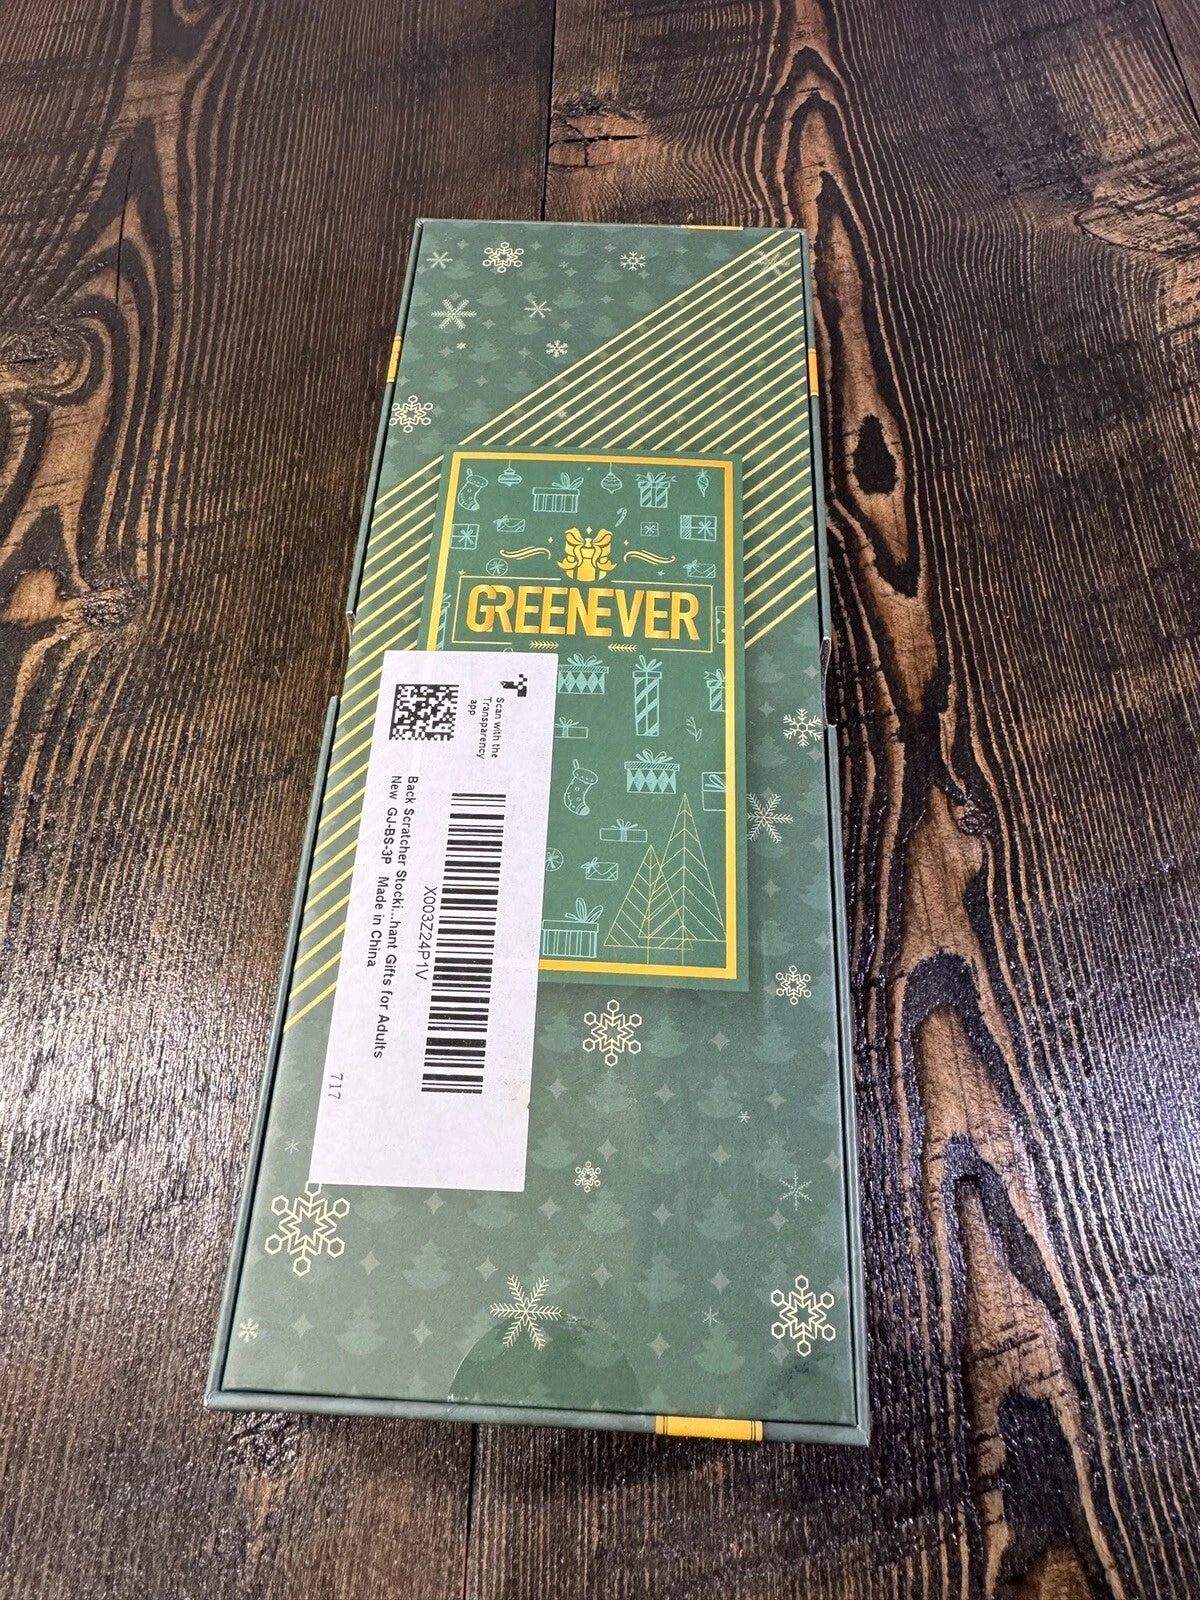 GREENEVER
Scan with the
Transparency
app
X003Z24P1V
Back Scratcher Stocki...hant Gifts for Adults
New GJ-BS-3P Made in China
717